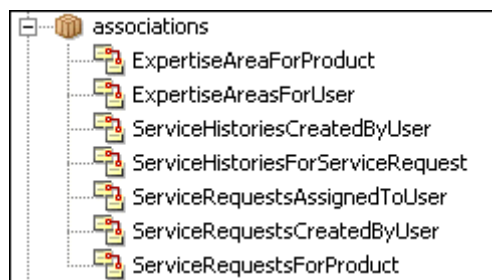 associations
ExpertiseAreaForProduct
ExpertiseAreasForUser
ServiceHistoriesCreatedByUser
ServiceHistoriesForServiceRequest
ServiceRequestsAssignedToUser
ServiceRequestsCreatedByUser
ServiceRequestsForProduct